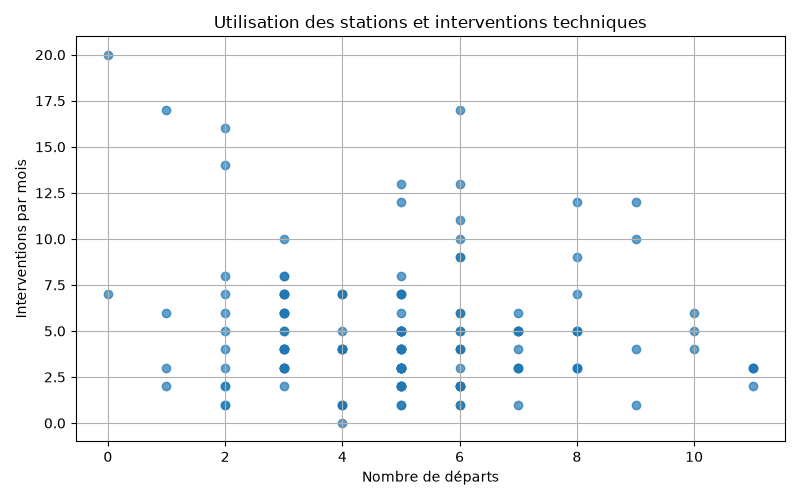 Utilisation des stations et interventions techniques
20.0
17.5
15.0
12.5
10.0
7.5
5.0
2.5
0.0
Interventions par mois
0 2 4 6 8 10
Nombre de départs